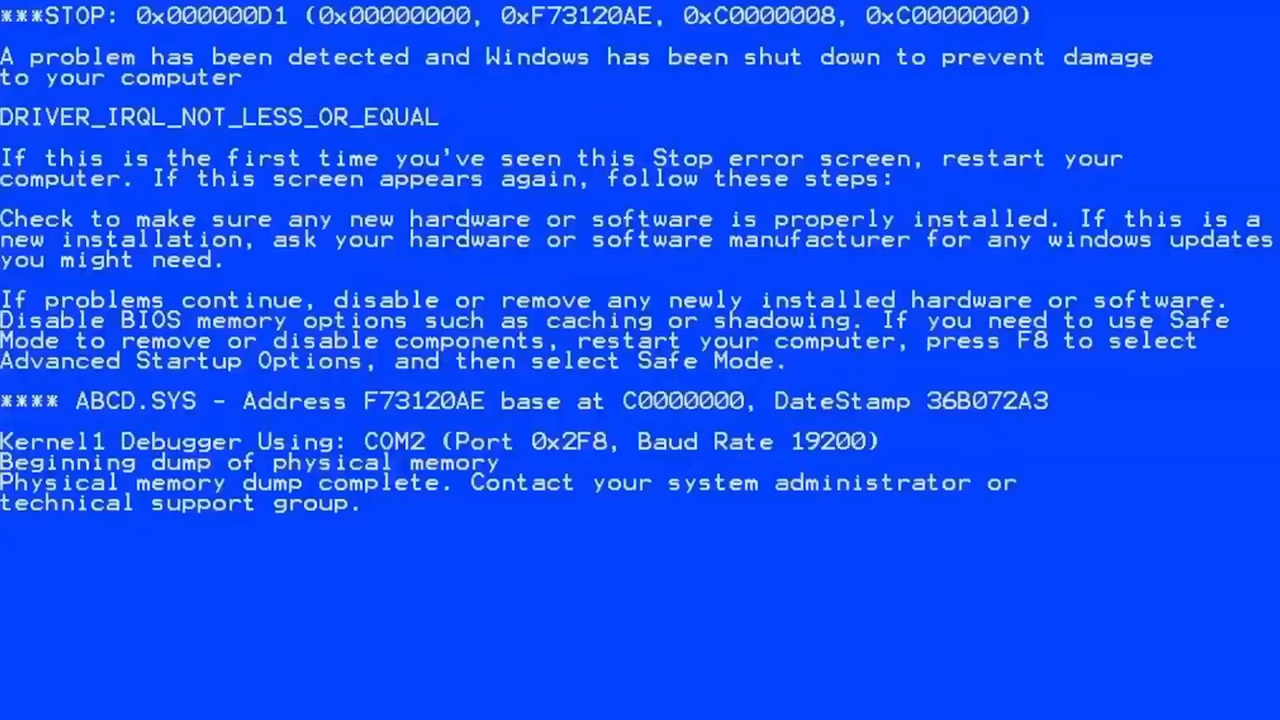 ***STOP: 0x000000D1 (0x00000000, 0xF73120AE, 0xC0000008, 0xC0000000)
A problem has been detected and Windows has been shut down to prevent damage
to your computer
DRIVER_IRQL_NOT_LESS_OR_EQUAL
If this is the first time you've seen this Stop error screen, restart your
computer. If this screen appears again, follow these steps:
Check to make sure any new hardware or software is properly installed. If this is a
new installation, ask your hardware or software manufacturer for any windows updates
you might need.
If problems continue, disable or remove any newly installed hardware or software.
Disable BIOS memory options such as caching or shadowing. If you need to use Safe
Mode to remove or disable components, restart your computer, press F8 to select
Advanced Startup Options, and then select Safe Mode.
**** ABCD.SYS - Address F73120AE base at C0000000, DateStamp 36B072A3
Kernel1 Debugger Using: COM2 (Port 0x2F8, Baud Rate 19200)
Beginning dump of physical memory
Physical memory dump complete. Contact your system administrator or
technical support group.